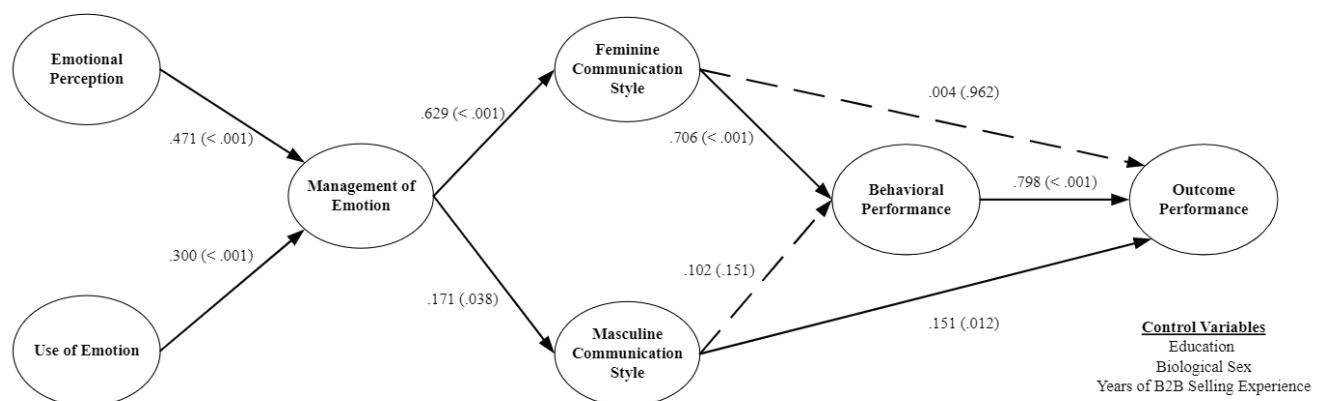 Emotional
Perception
.471 (< .001)
Use of Emotion
.300 (< .001)
Management of
Emotion
.629 (< .001)
.171 (.038)
Feminine
Communication
Style
Masculine
Communication
Style
.004 (.962)
.706 (< .001)
.102 (.151)
.151 (.012)
Behavioral
Performance
.798 (< .001)
Outcome
Performance
Control Variables
Education
Biological Sex
Years of B2B Selling Experience